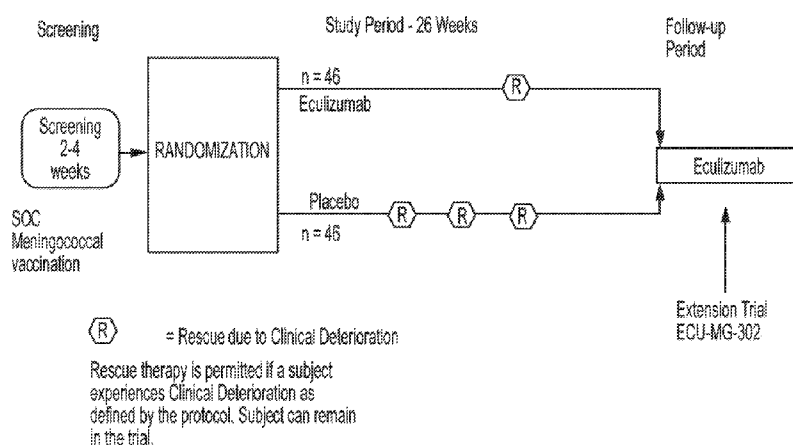 Screening
Study Period - 26 Weeks
Follow-up
Period
Screening
2-4
weeks
SOC
Meningococcal
vaccination
RANDOMIZATION
n = 46
Eculizumab
R
Placebo
n = 46
R
R
R
Eculizumab
Extension Trial
ECU-MG-302
R = Rescue due to Clinical Deterioration
Rescue therapy is permitted if a subject
experiences Clinical Deterioration as
defined by the protocol. Subject can remain
in the trial.